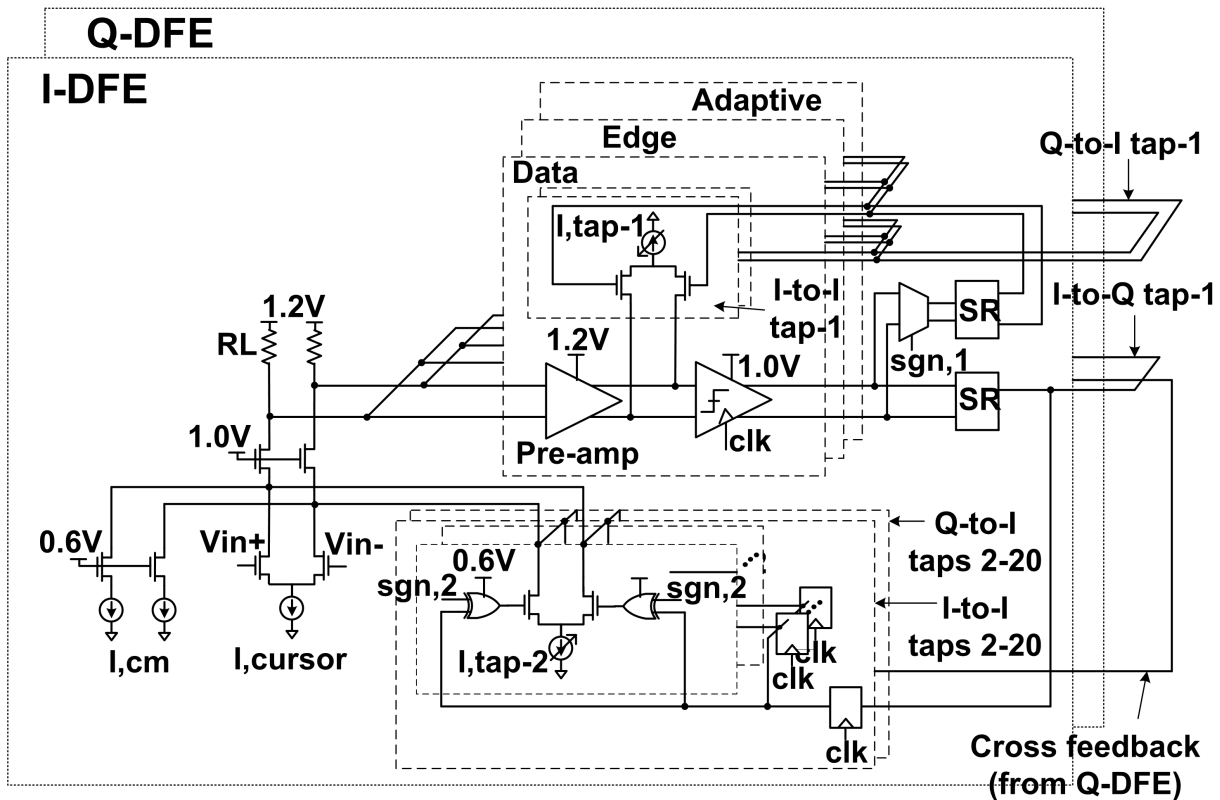 Q-DFE
I-DFE
Adaptive
Edge
Data
Q-to-I tap-1
I,tap-1
I-to-I
tap-1
I-to-Q tap-1
1.2V
RL
1.2V
1.0V
SR
sgn,1
SR
clk
Pre-amp
1.0V
0.6V
Vin+
Vin-
0.6V
sgn,2
sgn,2
Q-to-I
taps 2-20
I-to-I
taps 2-20
I,cm
I,cursor
I,tap-2
clk
clk
clk
Cross feedback
(from Q-DFE)